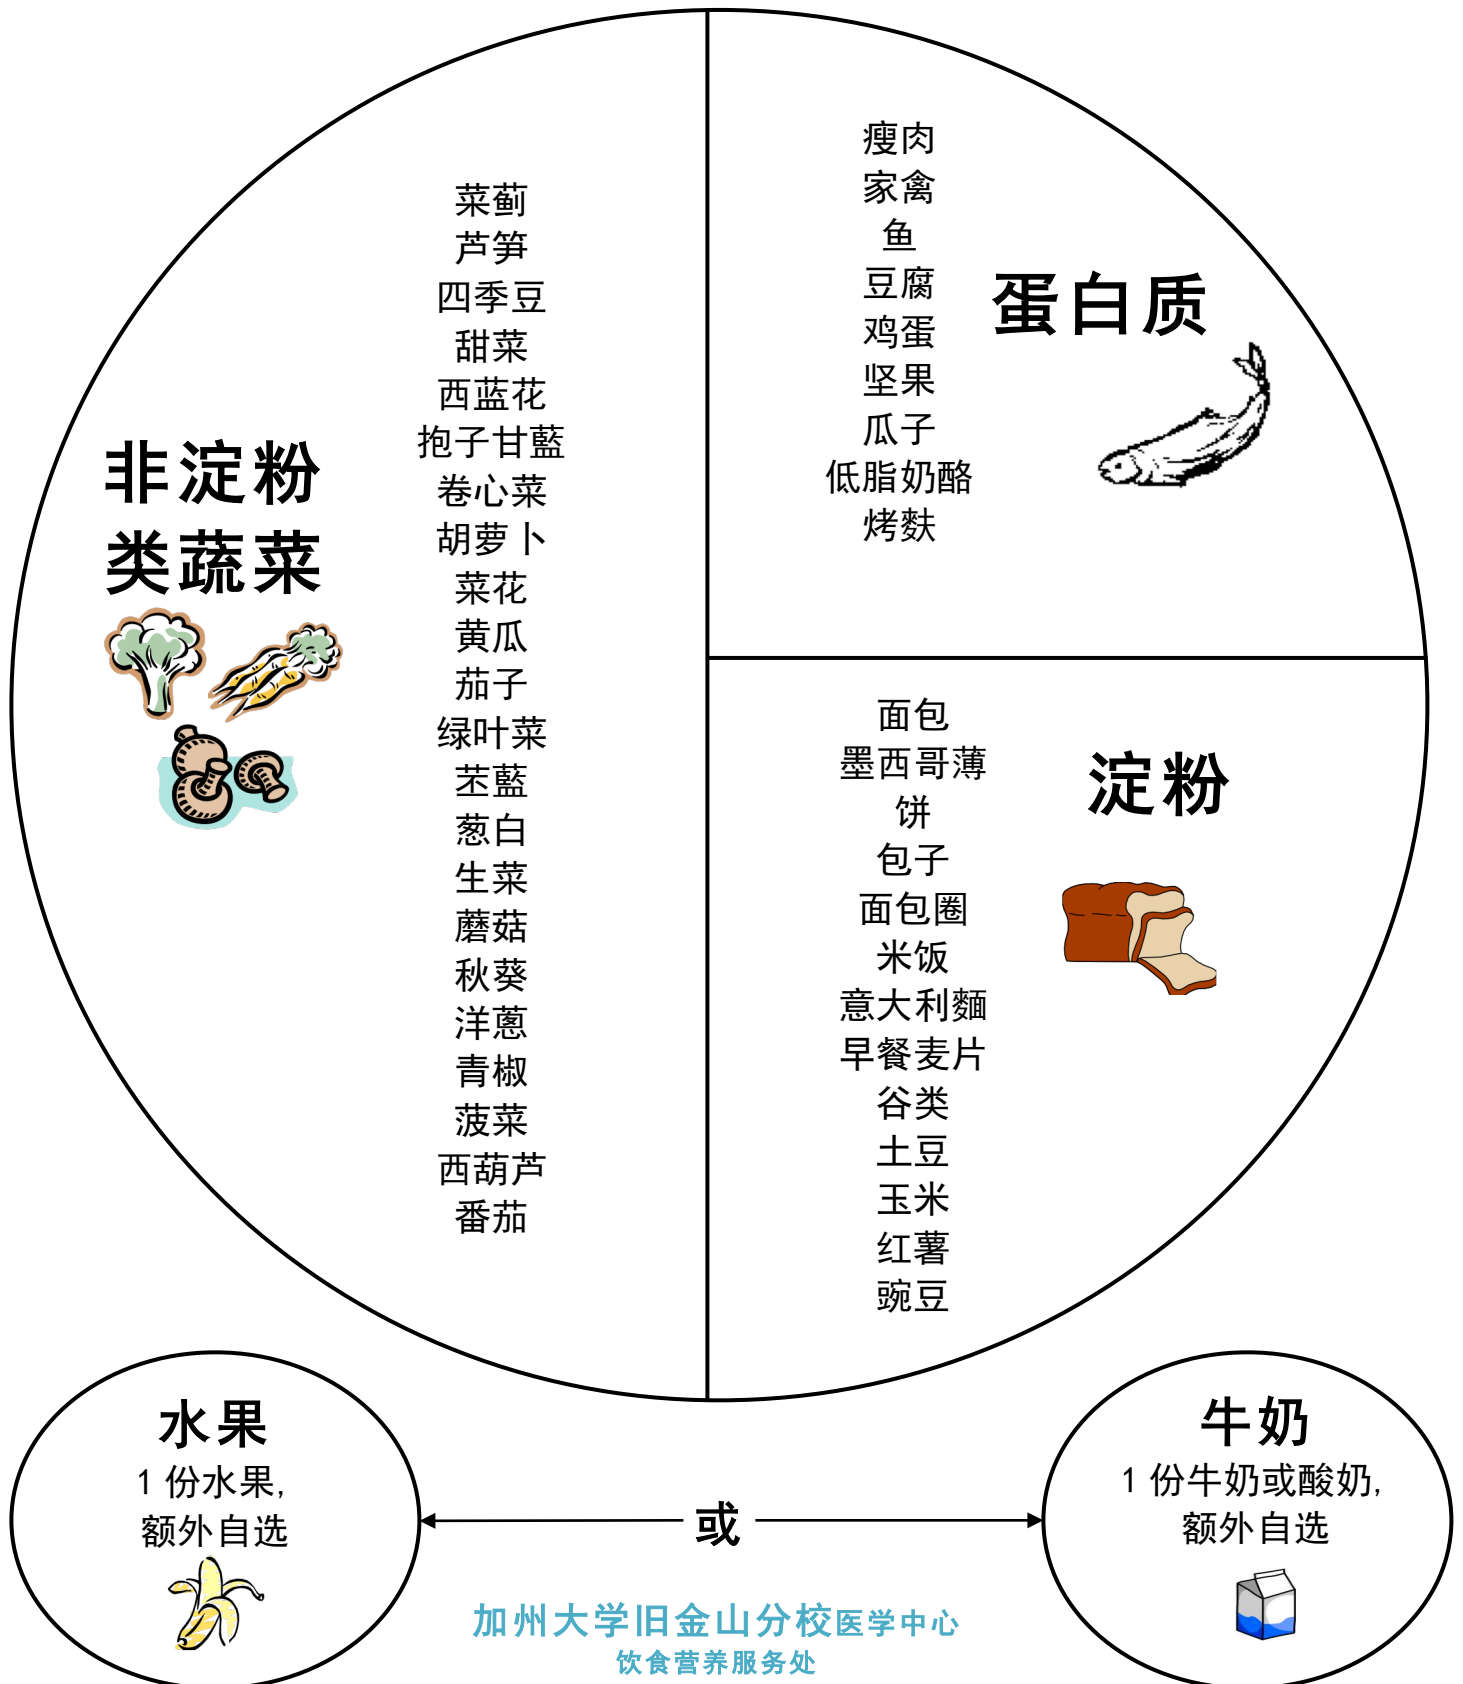 非淀粉
类蔬菜
菜蓟
芦笋
四季豆
甜菜
西蓝花
抱子甘藍
卷心菜
胡萝卜
菜花
黄瓜
茄子
绿叶菜
苤藍
葱白
生菜
蘑菇
秋葵
洋蔥
青椒
菠菜
西葫芦
番茄
瘦肉
家禽
鱼
豆腐
鸡蛋
坚果
瓜子
低脂奶酪
烤麸
蛋白质
面包
墨西哥薄
饼
包子
面包圈
米饭
意大利麵
早餐麦片
谷类
土豆
玉米
红薯
豌豆
淀粉
水果
1 份水果,
额外自选
或
牛奶
1 份牛奶或酸奶,
额外自选
加州大学旧金山分校医学中心
饮食营养服务处